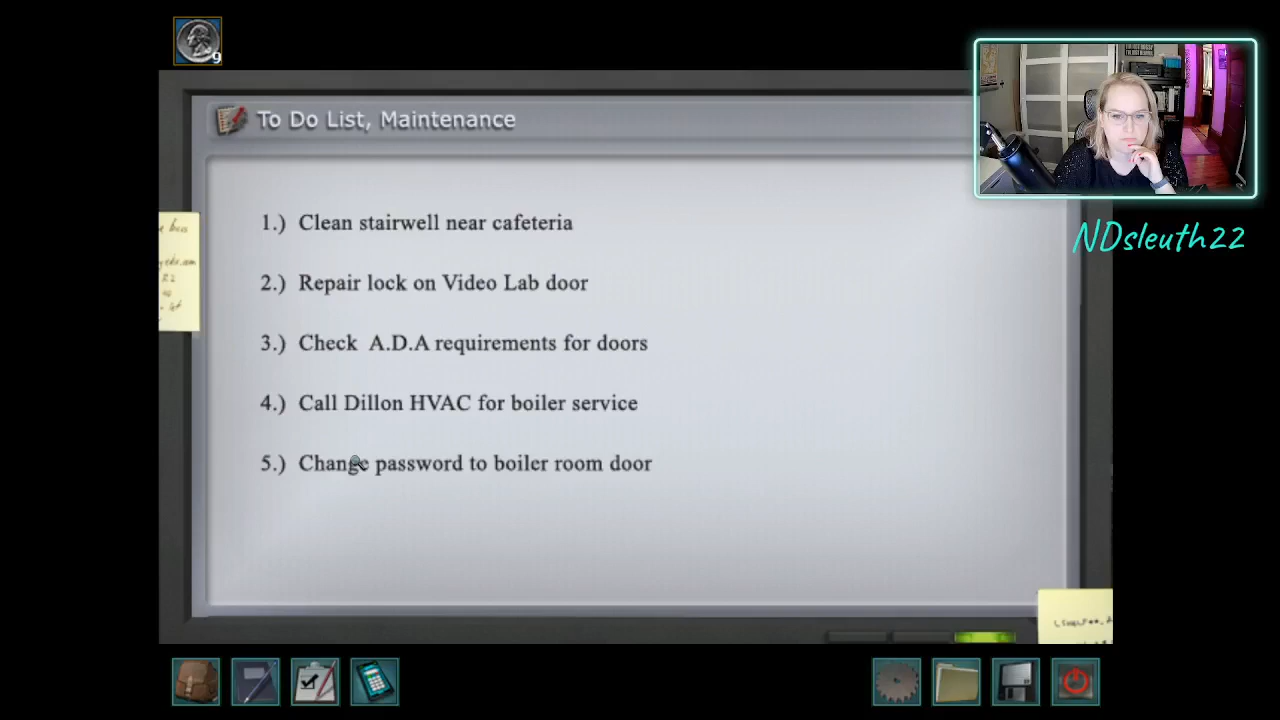 9
To Do List, Maintenance
NDsleuth22
1.) Clean stairwell near cafeteria
2.) Repair lock on Video Lab door
3.) Check A.D.A requirements for doors
4.) Call Dillon HVAC for boiler service
5.) Change password to boiler room door